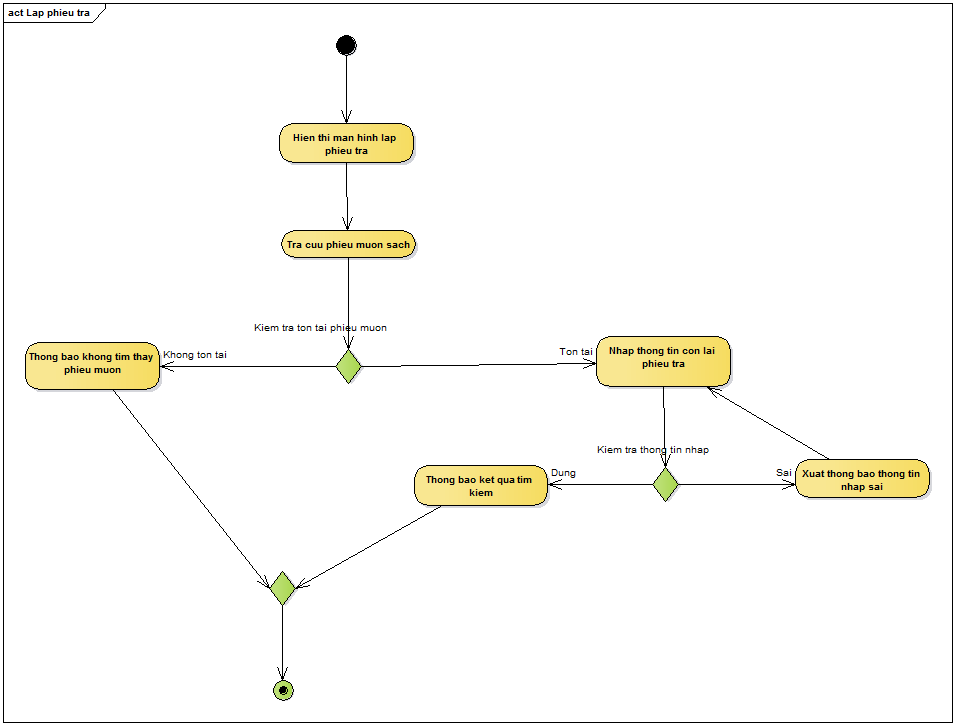 act Lap phieu tra
Hien thi man hinh lap
phieu tra
Tra cuu phieu muon sach
Kiem tra ton tai phieu muon
Thong bao khong tim thay
phieu muon
Khong ton tai
Ton tai
Nhap thong tin con lai
phieu tra
Kiem tra thong tin nhap
Thong bao ket qua tim
kiem
Dung
Sai
Xuat thong bao thong tin
nhap sai